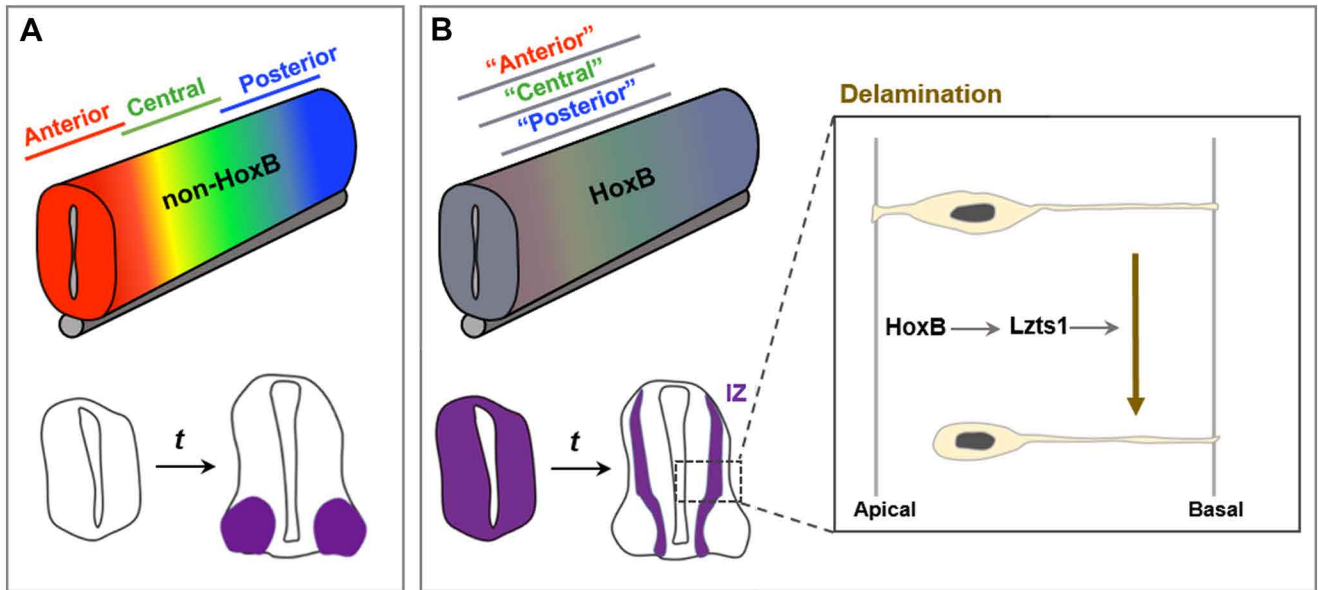 A
Anterior
Central
Posterior
non-HoxB
t
B
“Anterior”
“Central”
“Posterior”
HoxB
t
IZ
Delamination
HoxB
Lzts1
Apical
Basal